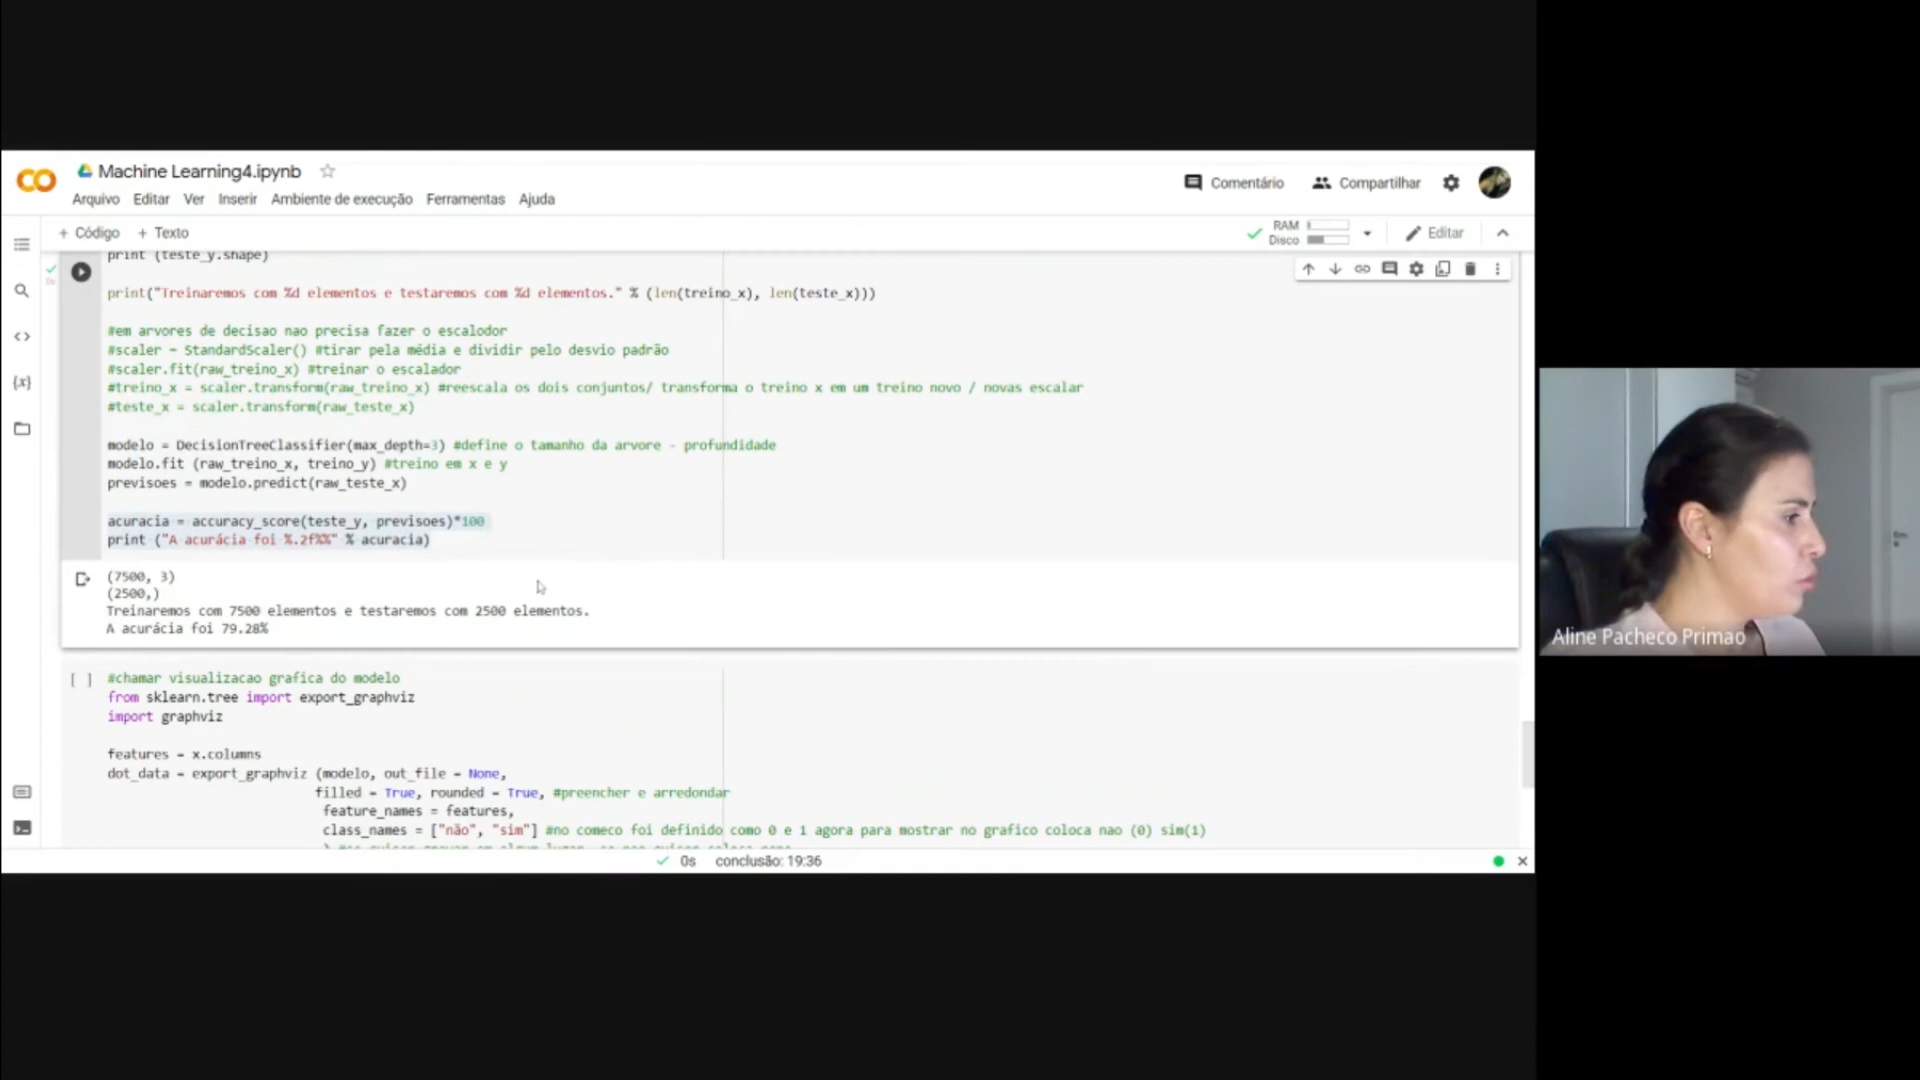 Machine Learning4.ipynb
Comentário
Compartilhar
Arquivo Editar Ver Inserir Ambiente de execução Ferramentas Ajuda
+ Código + Texto
RAM
Disco
Editar
print (teste_y.shape)
print("Treinaremos com %d elementos e testaremos com %d elementos." % (len(treino_x), len(teste_x)))
#em arvores de decisao nao precisa fazer o escalodor
#scaler = StandardScaler() #tirar pela média e dividir pelo desvio padrão
#scaler.fit(raw_treino_x) #treinar o escalador
#treino_x = scaler.transform(raw_treino_x) #reescala os dois conjuntos/ transforma o treino x em um treino novo / novas escalar
#teste_x = scaler.transform(raw_teste_x)
modelo = DecisionTreeClassifier(max_depth=3) #define o tamanho da arvore - profundidade
modelo.fit (raw_treino_x, treino_y) #treino em x e y
previsoes = modelo.predict(raw_teste_x)
acuracia = accuracy_score(teste_y, previsoes)*100
print ("A acurácia foi %.2f%%" % acuracia)
(7500, 3)
(2500,)
Treinaremos com 7500 elementos e testaremos com 2500 elementos.
A acurácia foi 79.28%
[ ] #chamar visualizacao grafica do modelo
from sklearn.tree import export_graphviz
import graphviz
features = x.columns
dot_data = export_graphviz (modelo, out_file = None,
filled = True, rounded = True, #preencher e arredondar
feature_names = features,
class_names = ["não", "sim"] #no comeco foi definido como 0 e 1 agora para mostrar no grafico coloca nao (0) sim(1)
0s conclusão: 19:36
Aline Pacheco Primao